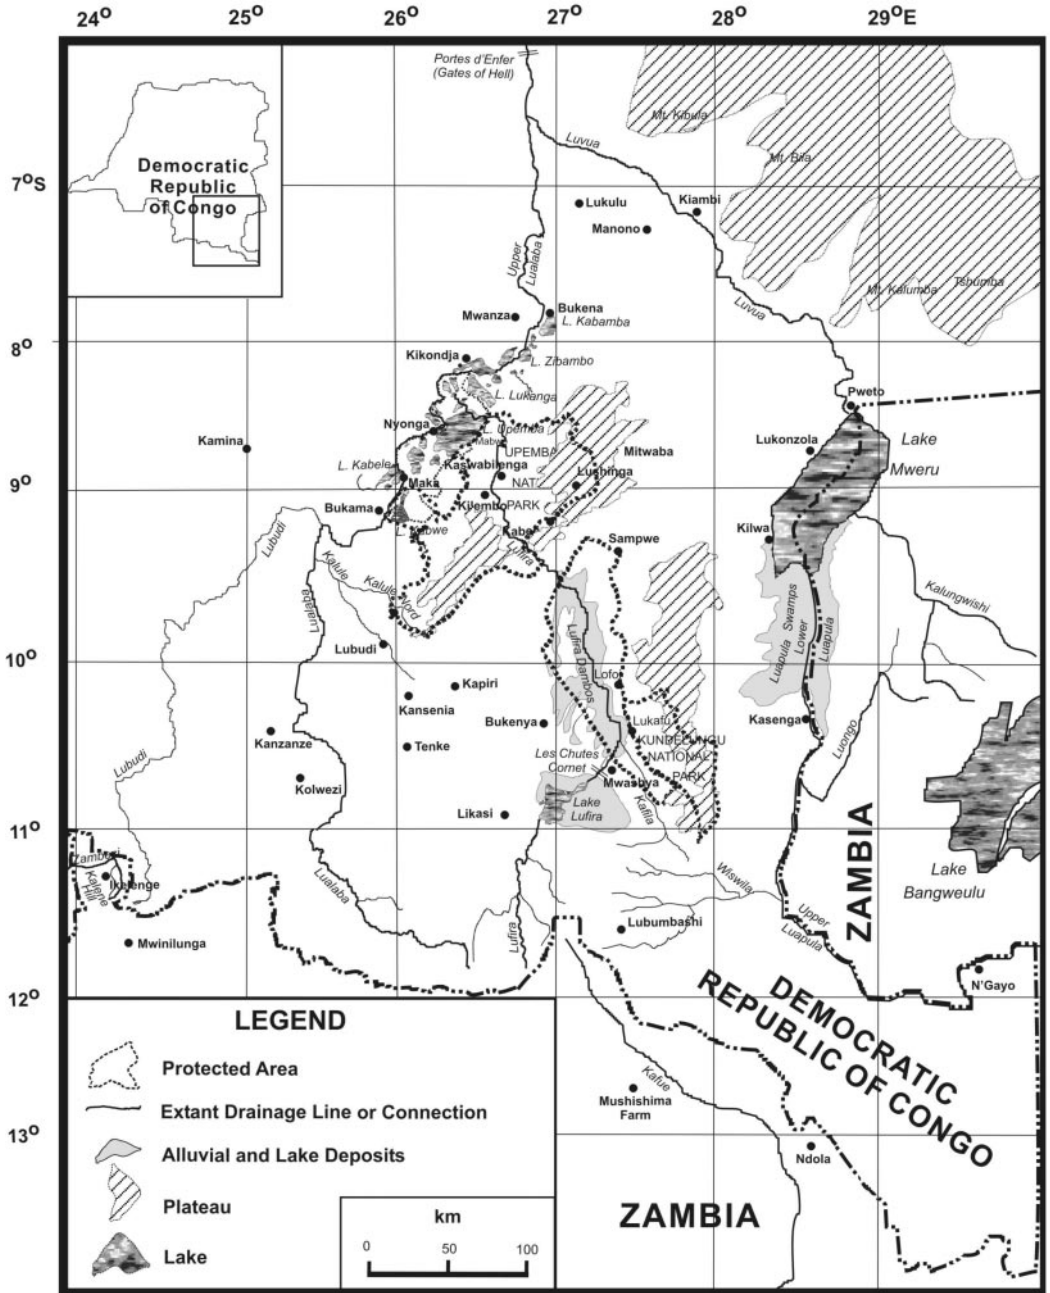 24° 25° 26° 27° 28° 29°E
Portes d'Enfer
(Gates of Hell)
Mt. Kibula
Luvua
Mt. Bila
Democratic
Republic
of Congo
7°S
Lukulu
Kiambi
Manono
Upper
Lualaba
Mt. Kalumba
Tshumba
Luvua
Mwanza
Bukena
L. Kabamba
8°
Kikondja
L. Zibambo
L. Lukanga
Pweto
Nyonga
L. Upemba
Kamina
UPEMBA
Mitwaba
Lukonzola
Lake
Mweru
L. Kabele
Kaswabilenga
Lushinga
Maka
NAT
9°
Kilembo
PARK
Bukama
Kilwa
Sampwe
Lubudi
Kalule
Lufira
Kalule Nord
Lualaba
Kalungwishi
Luapula Swamps
Lower
Luapula
Lufira Dambos
Lubudi
10°
Kapiri
Lofoi
Kansenia
Bukenya
Lukafu
Kasenga
Kanzanze
Tenke
KUNDELUNGU
NATIONAL
PARK
Luongo
Les Chutes
Cornet
Lubudi
Kolwezi
Mwashya
Likasi
Lake
Lufira
Kafila
11°
ZAMBIA
Zambezi
Ikelenge
Kalene
Hill
Lake
Bangweulu
Wiswila
Lualaba
Upper
Luapula
Lubumbashi
Lufira
Mwinilunga
N'Gayo
12°
DEMOCRATIC
REPUBLIC OF CONGO
LEGEND
Protected Area
Extant Drainage Line or Connection
Alluvial and Lake Deposits
Plateau
Lake
Kafue
Mushishima
Farm
13°
Ndola
ZAMBIA
km
0 50 100